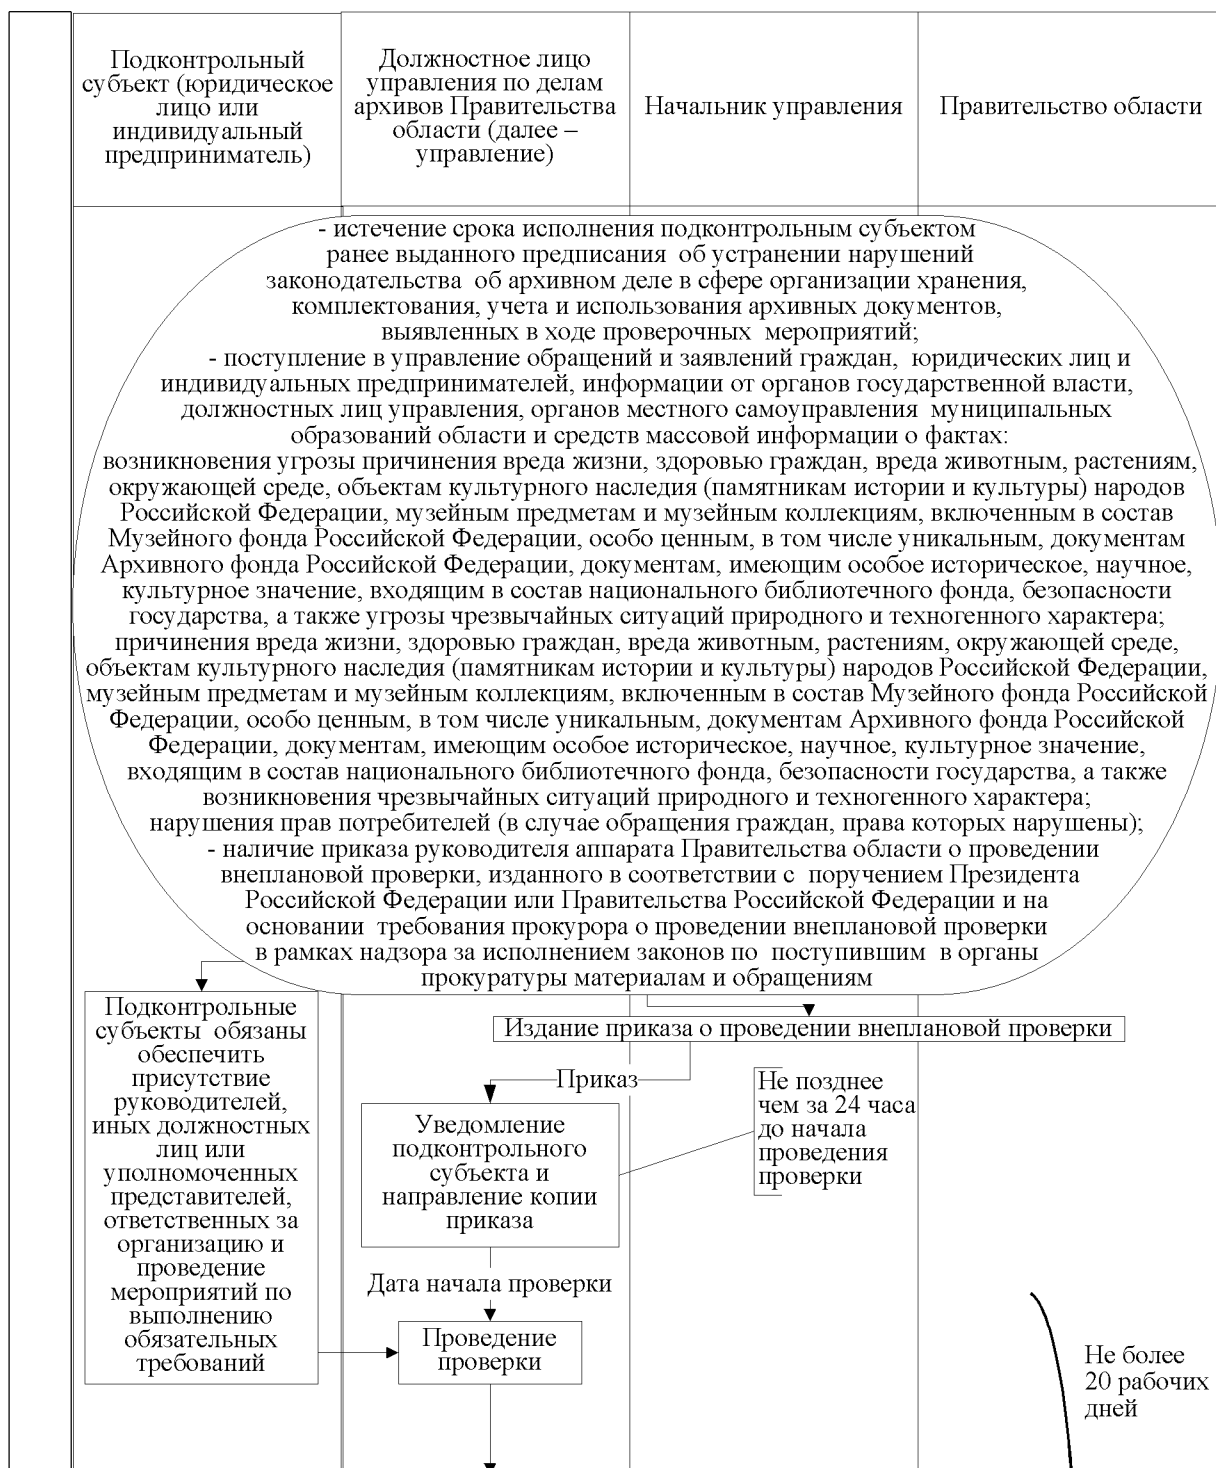 Подконтрольный
субъект (юридическое
лицо или
индивидуальный
предприниматель)
Должностное лицо
управления по делам
архивов Правительства
области (далее –
управление)
Начальник управления
Правительство области
- истечение срока исполнения подконтрольным субъектом
ранее выданного предписания об устранении нарушений
законодательства об архивном деле в сфере организации хранения,
комплектования, учета и использования архивных документов,
выявленных в ходе проверочных мероприятий;
- поступление в управление обращений и заявлений граждан, юридических лиц и
индивидуальных предпринимателей, информации от органов государственной власти,
должностных лиц управления, органов местного самоуправления муниципальных
образований области и средств массовой информации о фактах:
возникновения угрозы причинения вреда жизни, здоровью граждан, вреда животным, растениям,
окружающей среде, объектам культурного наследия (памятникам истории и культуры) народов
Российской Федерации, музейным предметам и музейным коллекциям, включенным в состав
Музейного фонда Российской Федерации, особо ценным, в том числе уникальным, документам
Архивного фонда Российской Федерации, документам, имеющим особое историческое, научное,
культурное значение, входящим в состав национального библиотечного фонда, безопасности
государства, а также угрозы чрезвычайных ситуаций природного и техногенного характера;
причинения вреда жизни, здоровью граждан, вреда животным, растениям, окружающей среде,
объектам культурного наследия (памятникам истории и культуры) народов Российской Федерации,
музейным предметам и музейным коллекциям, включенным в состав Музейного фонда Российской
Федерации, особо ценным, в том числе уникальным, документам Архивного фонда Российской
Федерации, документам, имеющим особое историческое, научное, культурное значение,
входящим в состав национального библиотечного фонда, безопасности государства, а также
возникновения чрезвычайных ситуаций природного и техногенного характера;
нарушения прав потребителей (в случае обращения граждан, права которых нарушены);
- наличие приказа руководителя аппарата Правительства области о проведении
внеплановой проверки, изданного в соответствии с поручением Президента
Российской Федерации или Правительства Российской Федерации и на
основании требования прокурора о проведении внеплановой проверки
в рамках надзора за исполнением законов по поступившим в органы
прокуратуры материалам и обращениям
Подконтрольные
субъекты обязаны
обеспечить
присутствие
руководителей,
иных должностных
лиц или
уполномоченных
представителей,
ответственных за
организацию и
проведение
мероприятий по
выполнению
обязательных
требований
Издание приказа о проведении внеплановой проверки
Приказ
Уведомление
подконтрольного
субъекта и
направление копии
приказа
Не позднее
чем за 24 часа
до начала
проведения
проверки
Дата начала проверки
Проведение
проверки
Не более
20 рабочих
дней